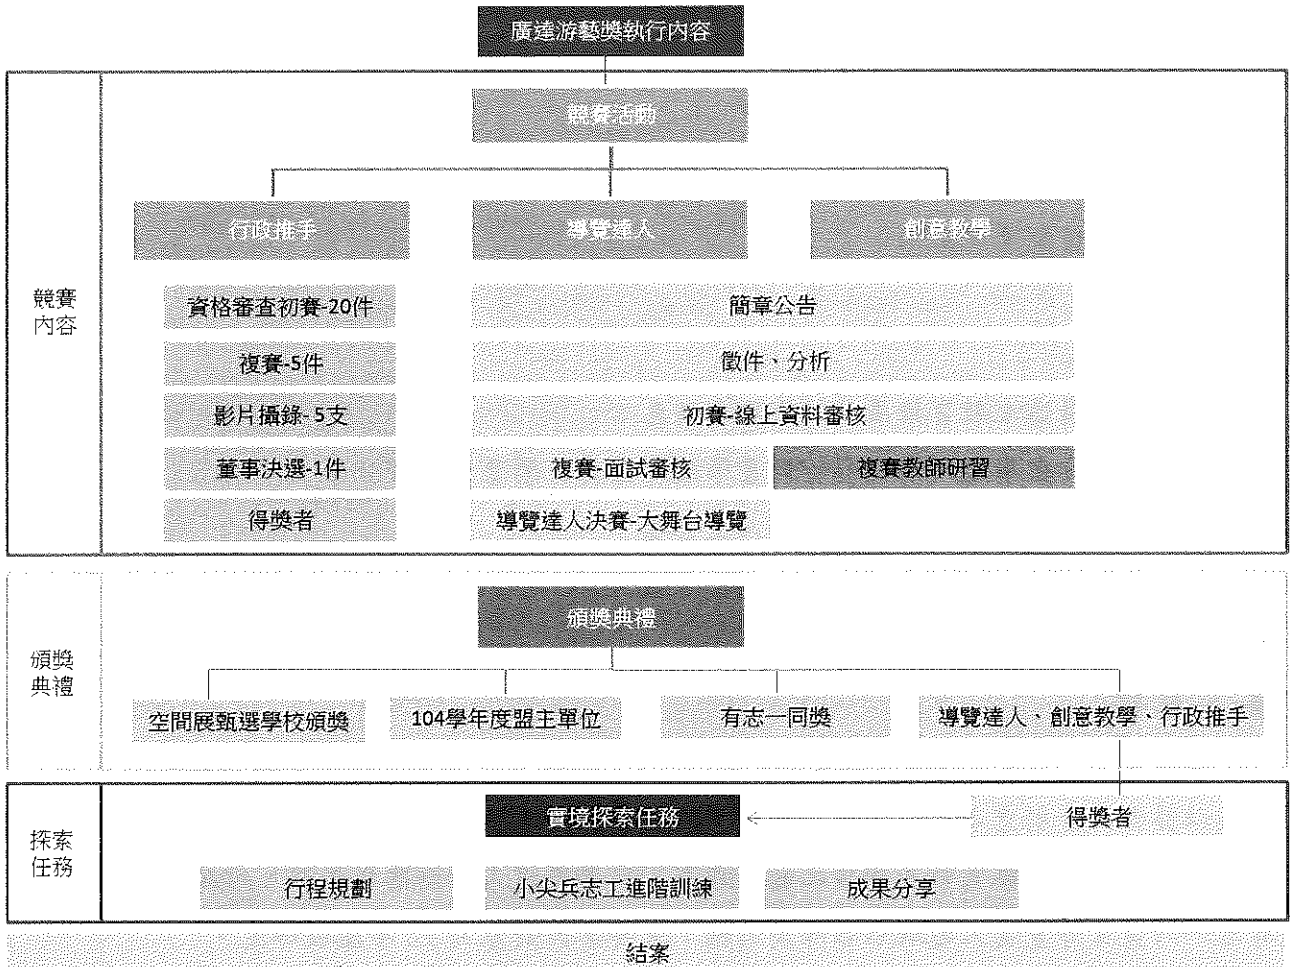 廣達游藝獎執行內容
競賽活動
行政推手
導覽達人
創意教學
競賽
內容
資格審查初賽-20件
簡章公告
複賽-5件
徵件、分析
影片攝錄- 5支
初賽-線上資料審核
董事決選-1件
複賽-面試審核
複賽教師研習
得獎者
導覽達人決賽-大舞台導覽
頒獎典禮
頒獎
典禮
空間展甄選學校頒獎
104學年度盟主單位
有志一同獎
導覽達人、創意教學、行政推手
實境探索任務
得獎者
探索
任務
行程規劃
小尖兵志工進階訓練
成果分享
結案